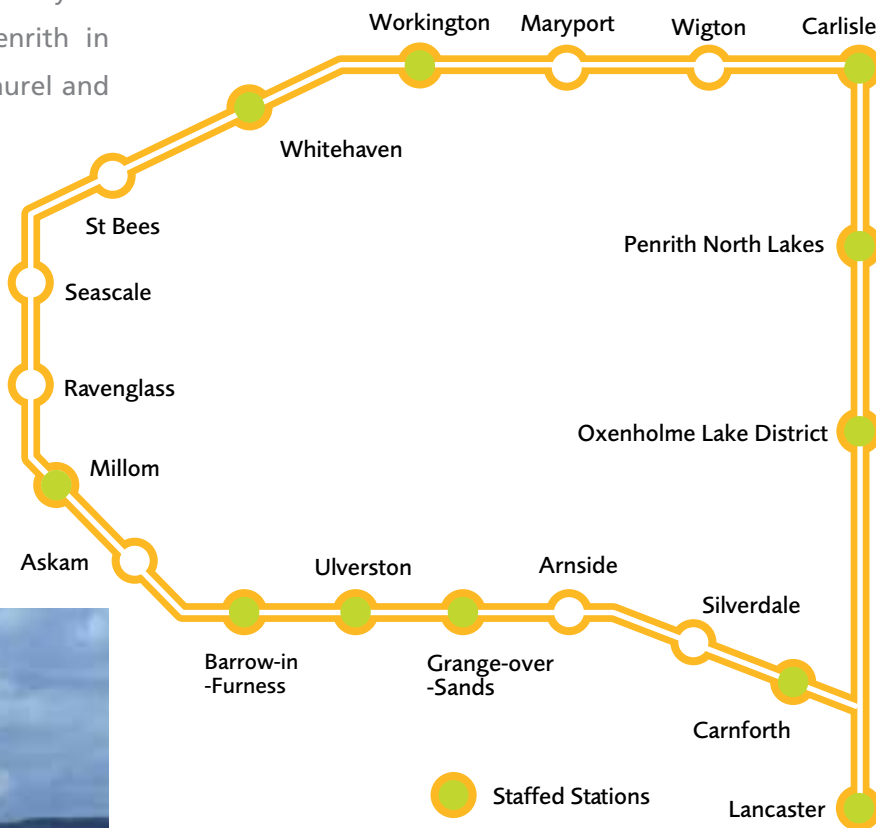 enrith in
urel and
Workington
Maryport
Wigton
Carlisle
Whitehaven
St Bees
Seascale
Penrith North Lakes
Ravenglass
Oxenholme Lake District
Millom
Askam
Ulverston
Arnside
Silverdale
Barrow-in
-Furness
Grange-over
-Sands
Carnforth
Staffed Stations
Lancaster